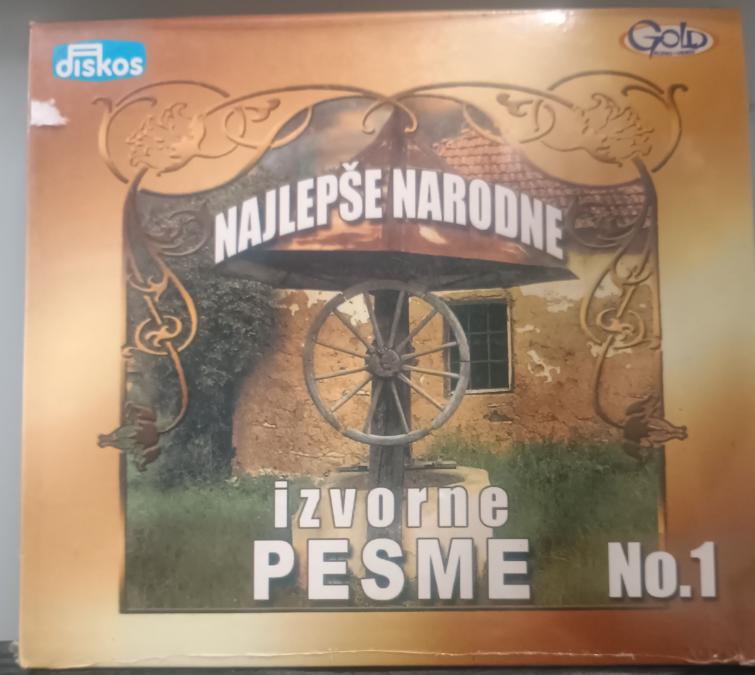 diskos
GOLD
NAJLEPŠE NARODNE
izvorne
PESME
No.1